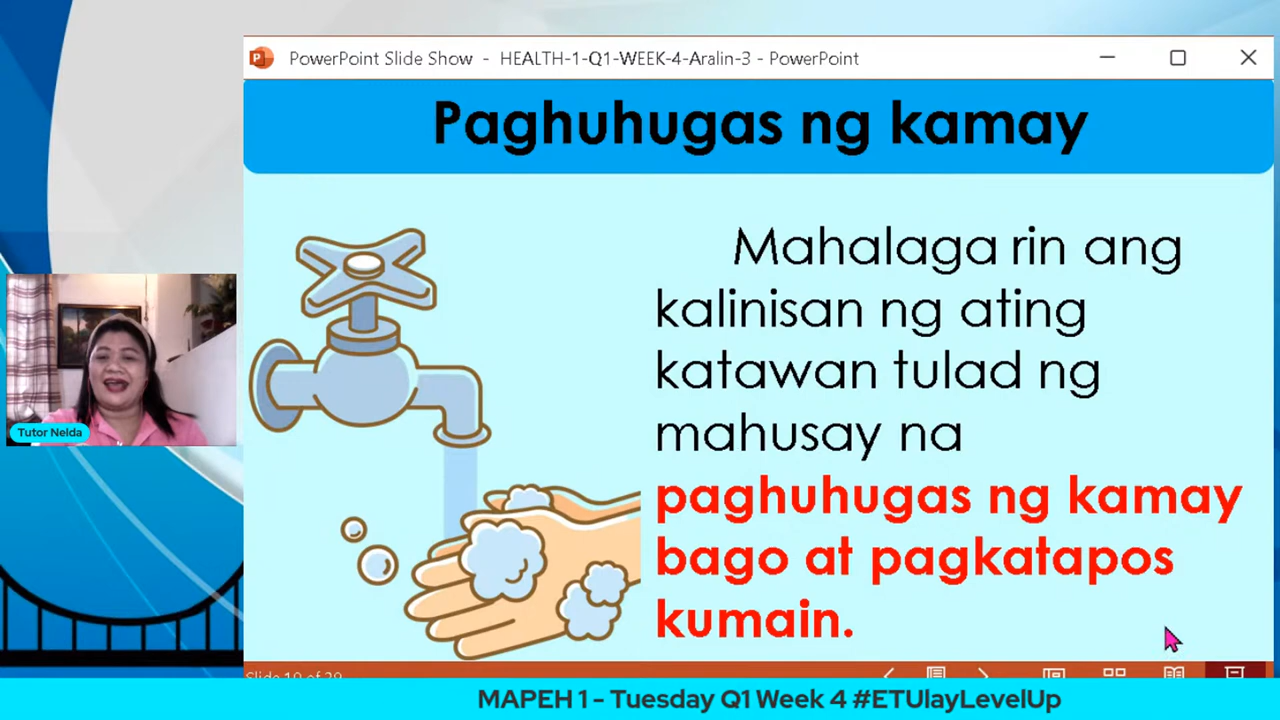 PowerPoint Slide Show - HEALTH-1-Q1-WEEK-4-Aralin-3 - PowerPoint
Paghuhugas ng kamay
Mahalaga rin ang
kalinisan ng ating
katawan tulad ng
mahusay na
paghuhugas ng kamay
bago at pagkatapos
kumain.
Tutor Nelda
MAPEH 1 - Tuesday Q1 Week 4 #ETUlayLevelUp